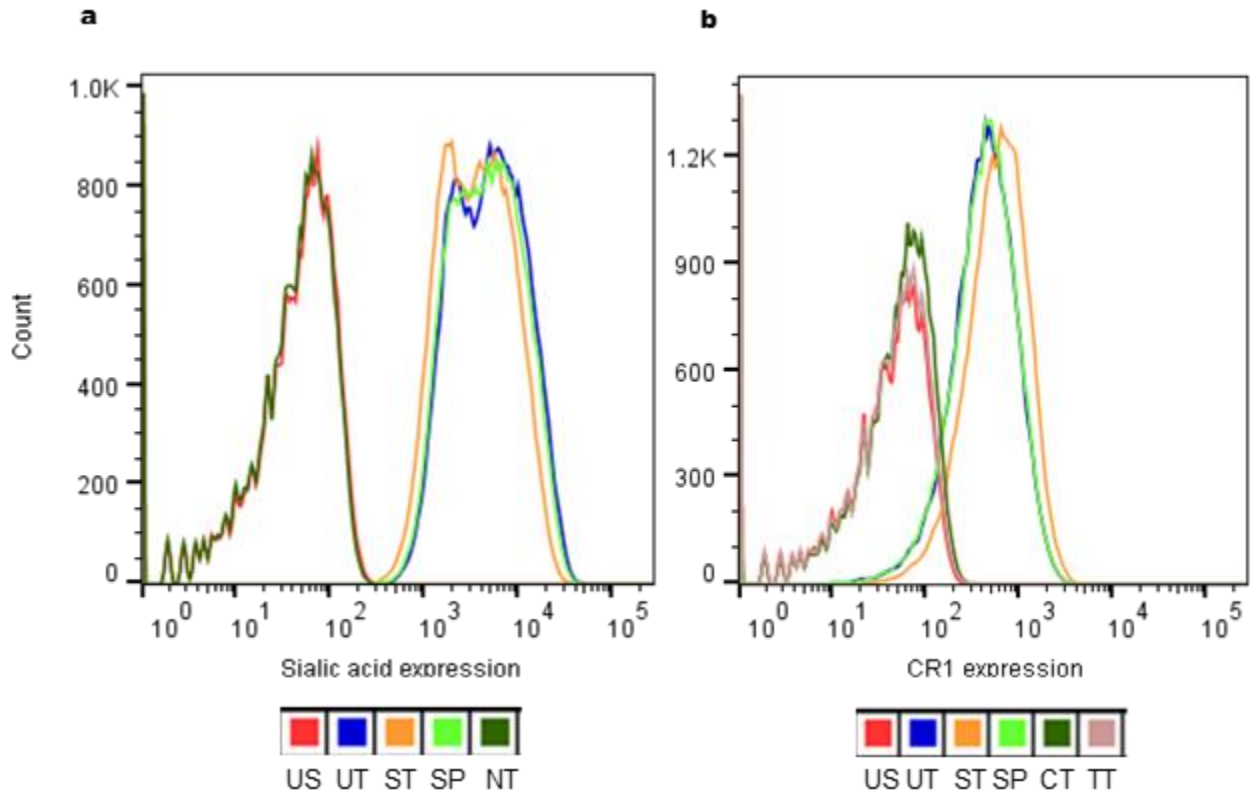 a
b
1.0K
800
600
400
200
0
Count
10^0 10^1 10^2 10^3 10^4 10^5
Sialic acid expression
US UT ST SP NT
1.2K
900
600
300
0
10^0 10^1 10^2 10^3 10^4 10^5
CR1 expression
US UT ST SP CT TT